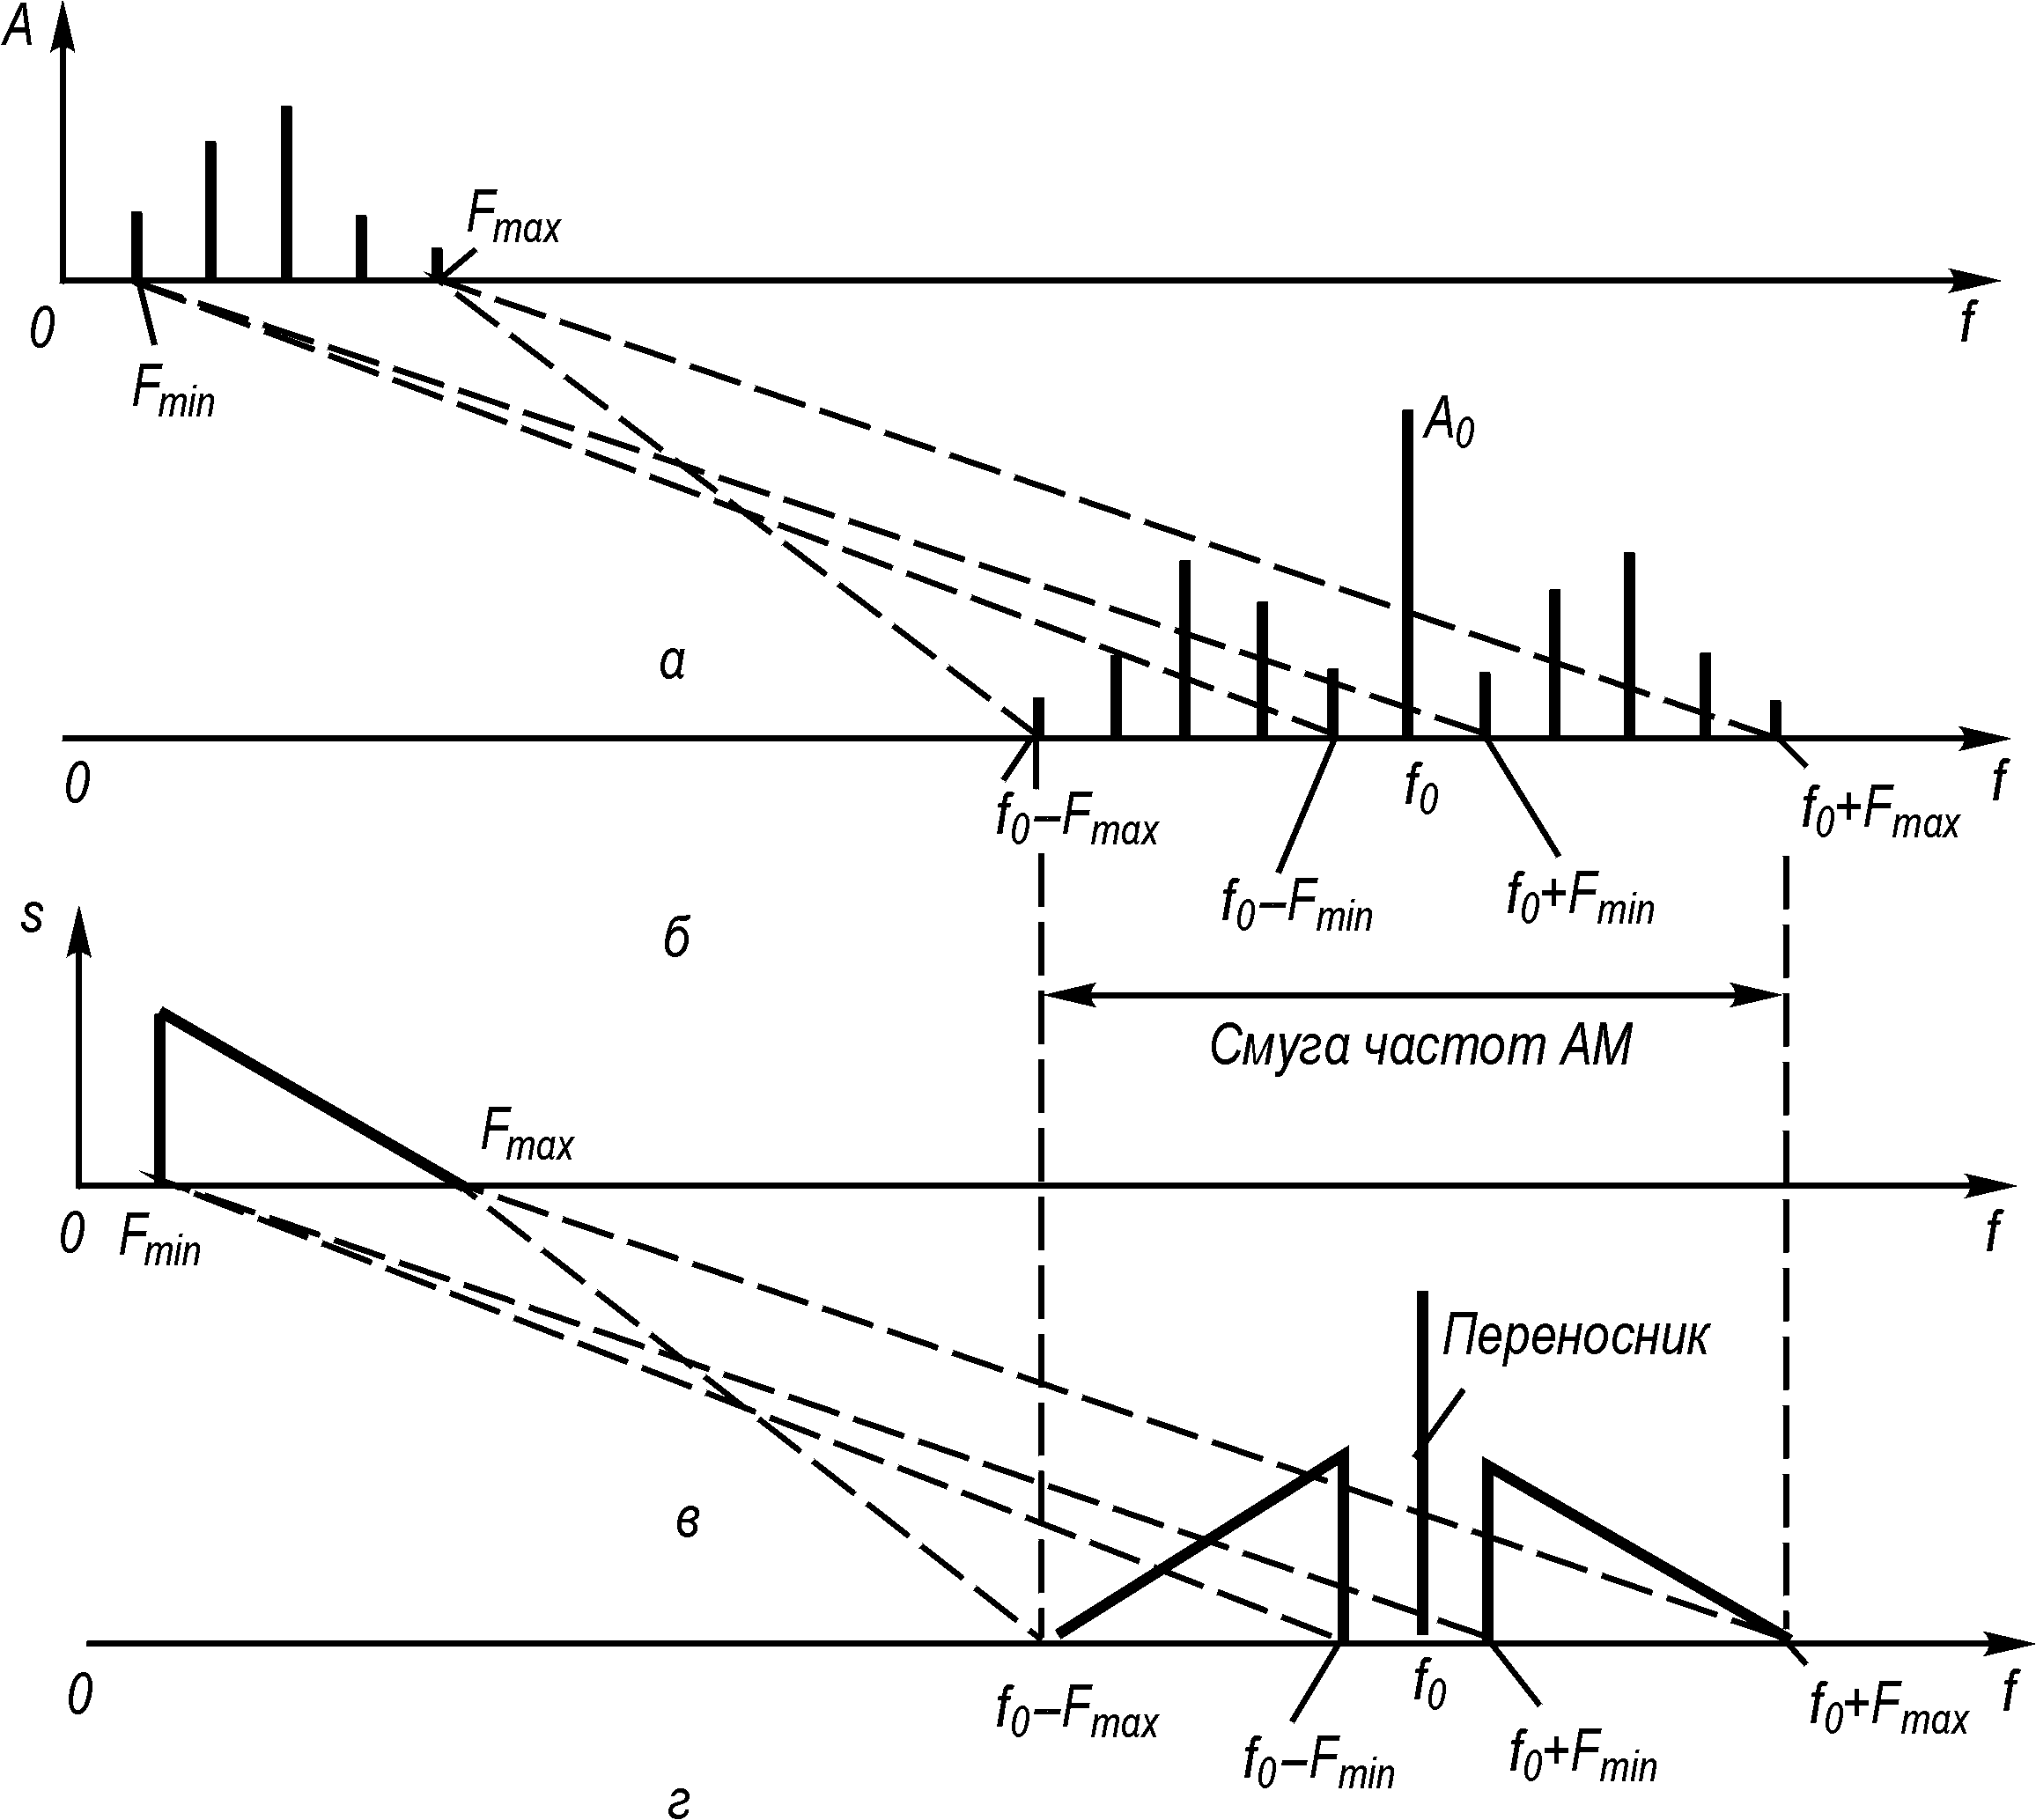 A
Fmax
0
f
Fmin
A0
а
0
f0
f
f0–Fmax
f0+Fmax
f0–Fmin
f0+Fmin
s
б
Смуга частот АМ
Fmax
0
Fmin
f
Переносник
в
0
f0–Fmax
f0
f0+Fmax
f
f0–Fmin
f0+Fmin
г